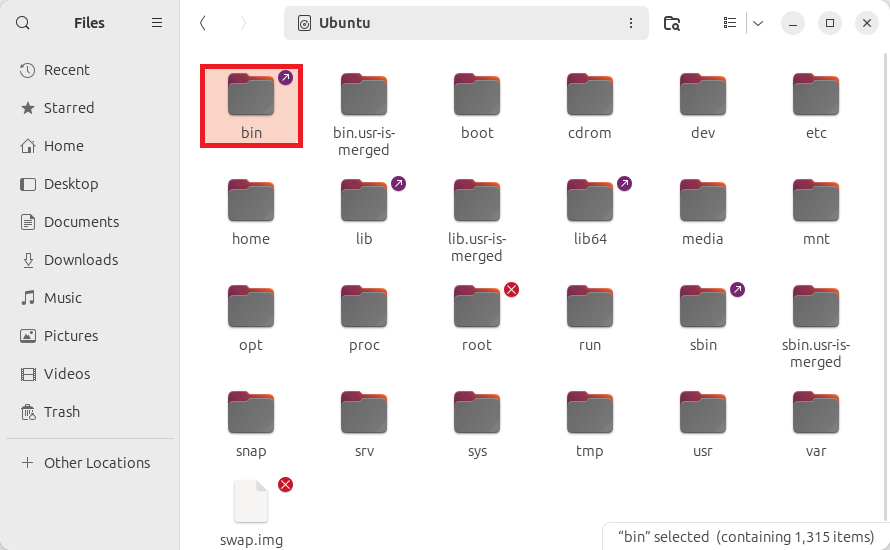 Files
Ubuntu
Recent
Starred
Home
Desktop
Documents
Downloads
Music
Pictures
Videos
Trash
Other Locations
bin
bin.usr-is-
merged
boot
cdrom
dev
etc
home
lib
lib.usr-is-
merged
lib64
media
mnt
opt
proc
root
run
sbin
sbin.usr-is-
merged
snap
srv
sys
tmp
usr
var
swap.img
“bin” selected (containing 1,315 items)